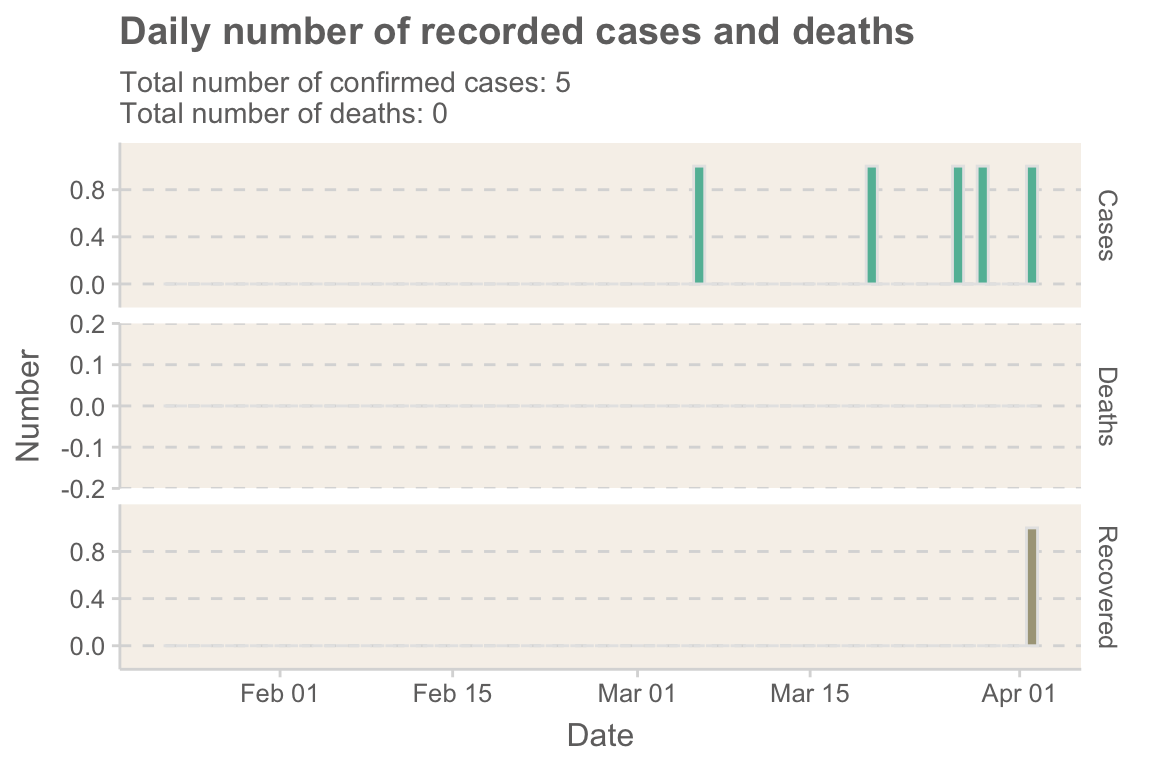 Daily number of recorded cases and deaths
Total number of confirmed cases: 5
Total number of deaths: 0
0.8
0.4
0.0
Cases
0.2
0.1
0.0
-0.1
-0.2
Deaths
0.8
0.4
0.0
Recovered
Number
Feb 01 Feb 15 Mar 01 Mar 15 Apr 01
Date